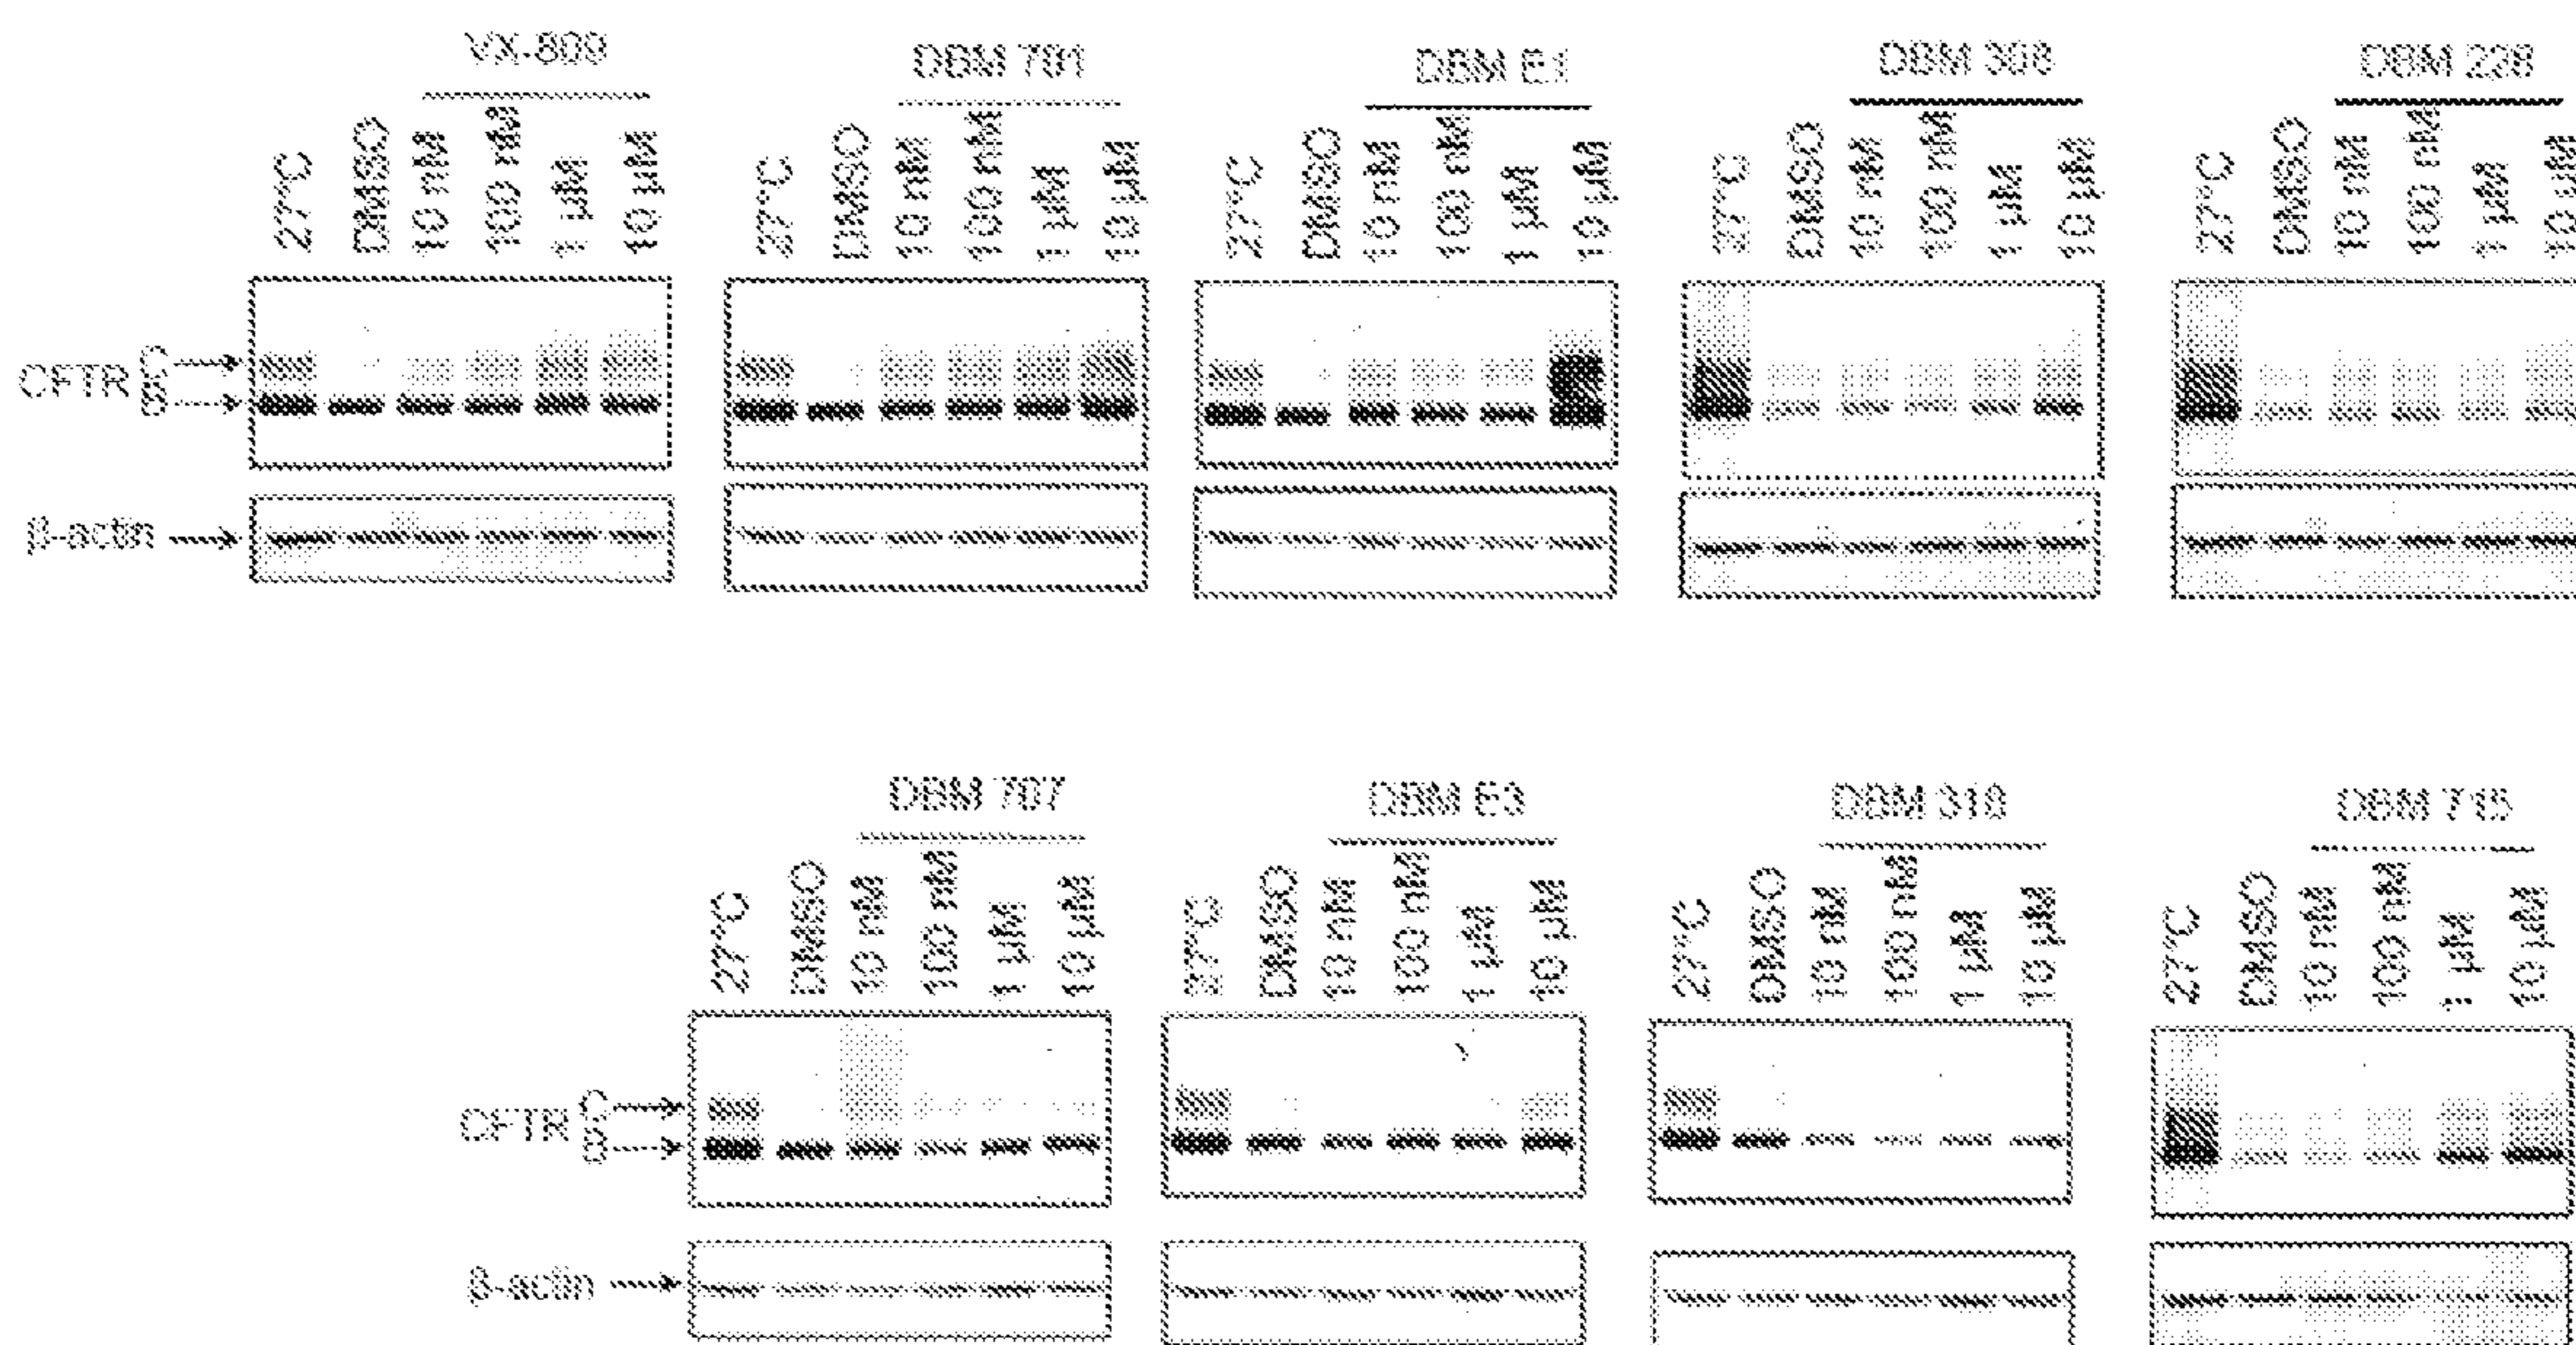 VX-809 DBM 701 DBM E1 DBM 308 DBM 228
27°C DMSO 10 nM 100 nM 1 µM 10 µM 27°C DMSO 10 nM 100 nM 1 µM 10 µM 27°C DMSO 10 nM 100 nM 1 µM 10 µM 27°C DMSO 10 nM 100 nM 1 µM 10 µM 27°C DMSO 10 nM 100 nM 1 µM 10 µM
C
CFTR
B
β-actin
DBM 707 DBM E3 DBM 310 DBM 715
27°C DMSO 10 nM 100 nM 1 µM 10 µM 27°C DMSO 10 nM 100 nM 1 µM 10 µM 27°C DMSO 10 nM 100 nM 1 µM 10 µM 27°C DMSO 10 nM 100 nM 1 µM 10 µM
C
CFTR
B
β-actin